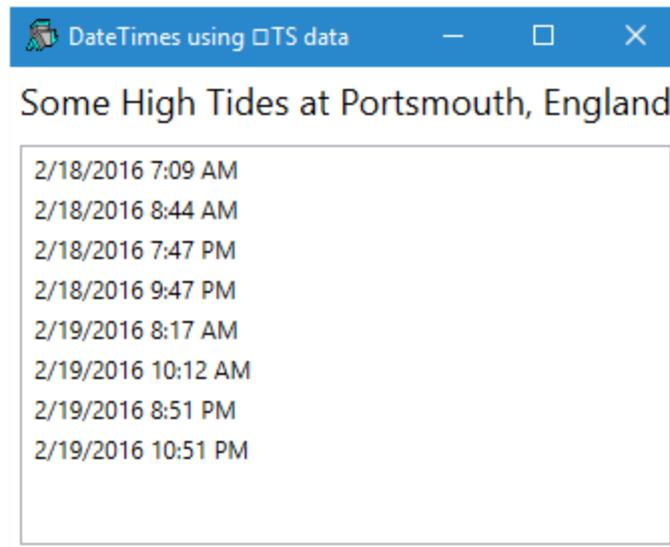 DateTimes using □TS data
Some High Tides at Portsmouth, England
2/18/2016 7:09 AM
2/18/2016 8:44 AM
2/18/2016 7:47 PM
2/18/2016 9:47 PM
2/19/2016 8:17 AM
2/19/2016 10:12 AM
2/19/2016 8:51 PM
2/19/2016 10:51 PM